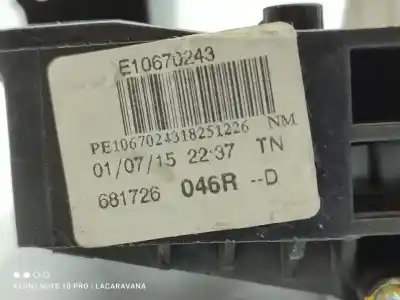 E10670243
PE1067024318251226 NM
01/07/15 22:37 TN
681726 046R --D
REDMI NOTE 10 PRO | LACARAVANA